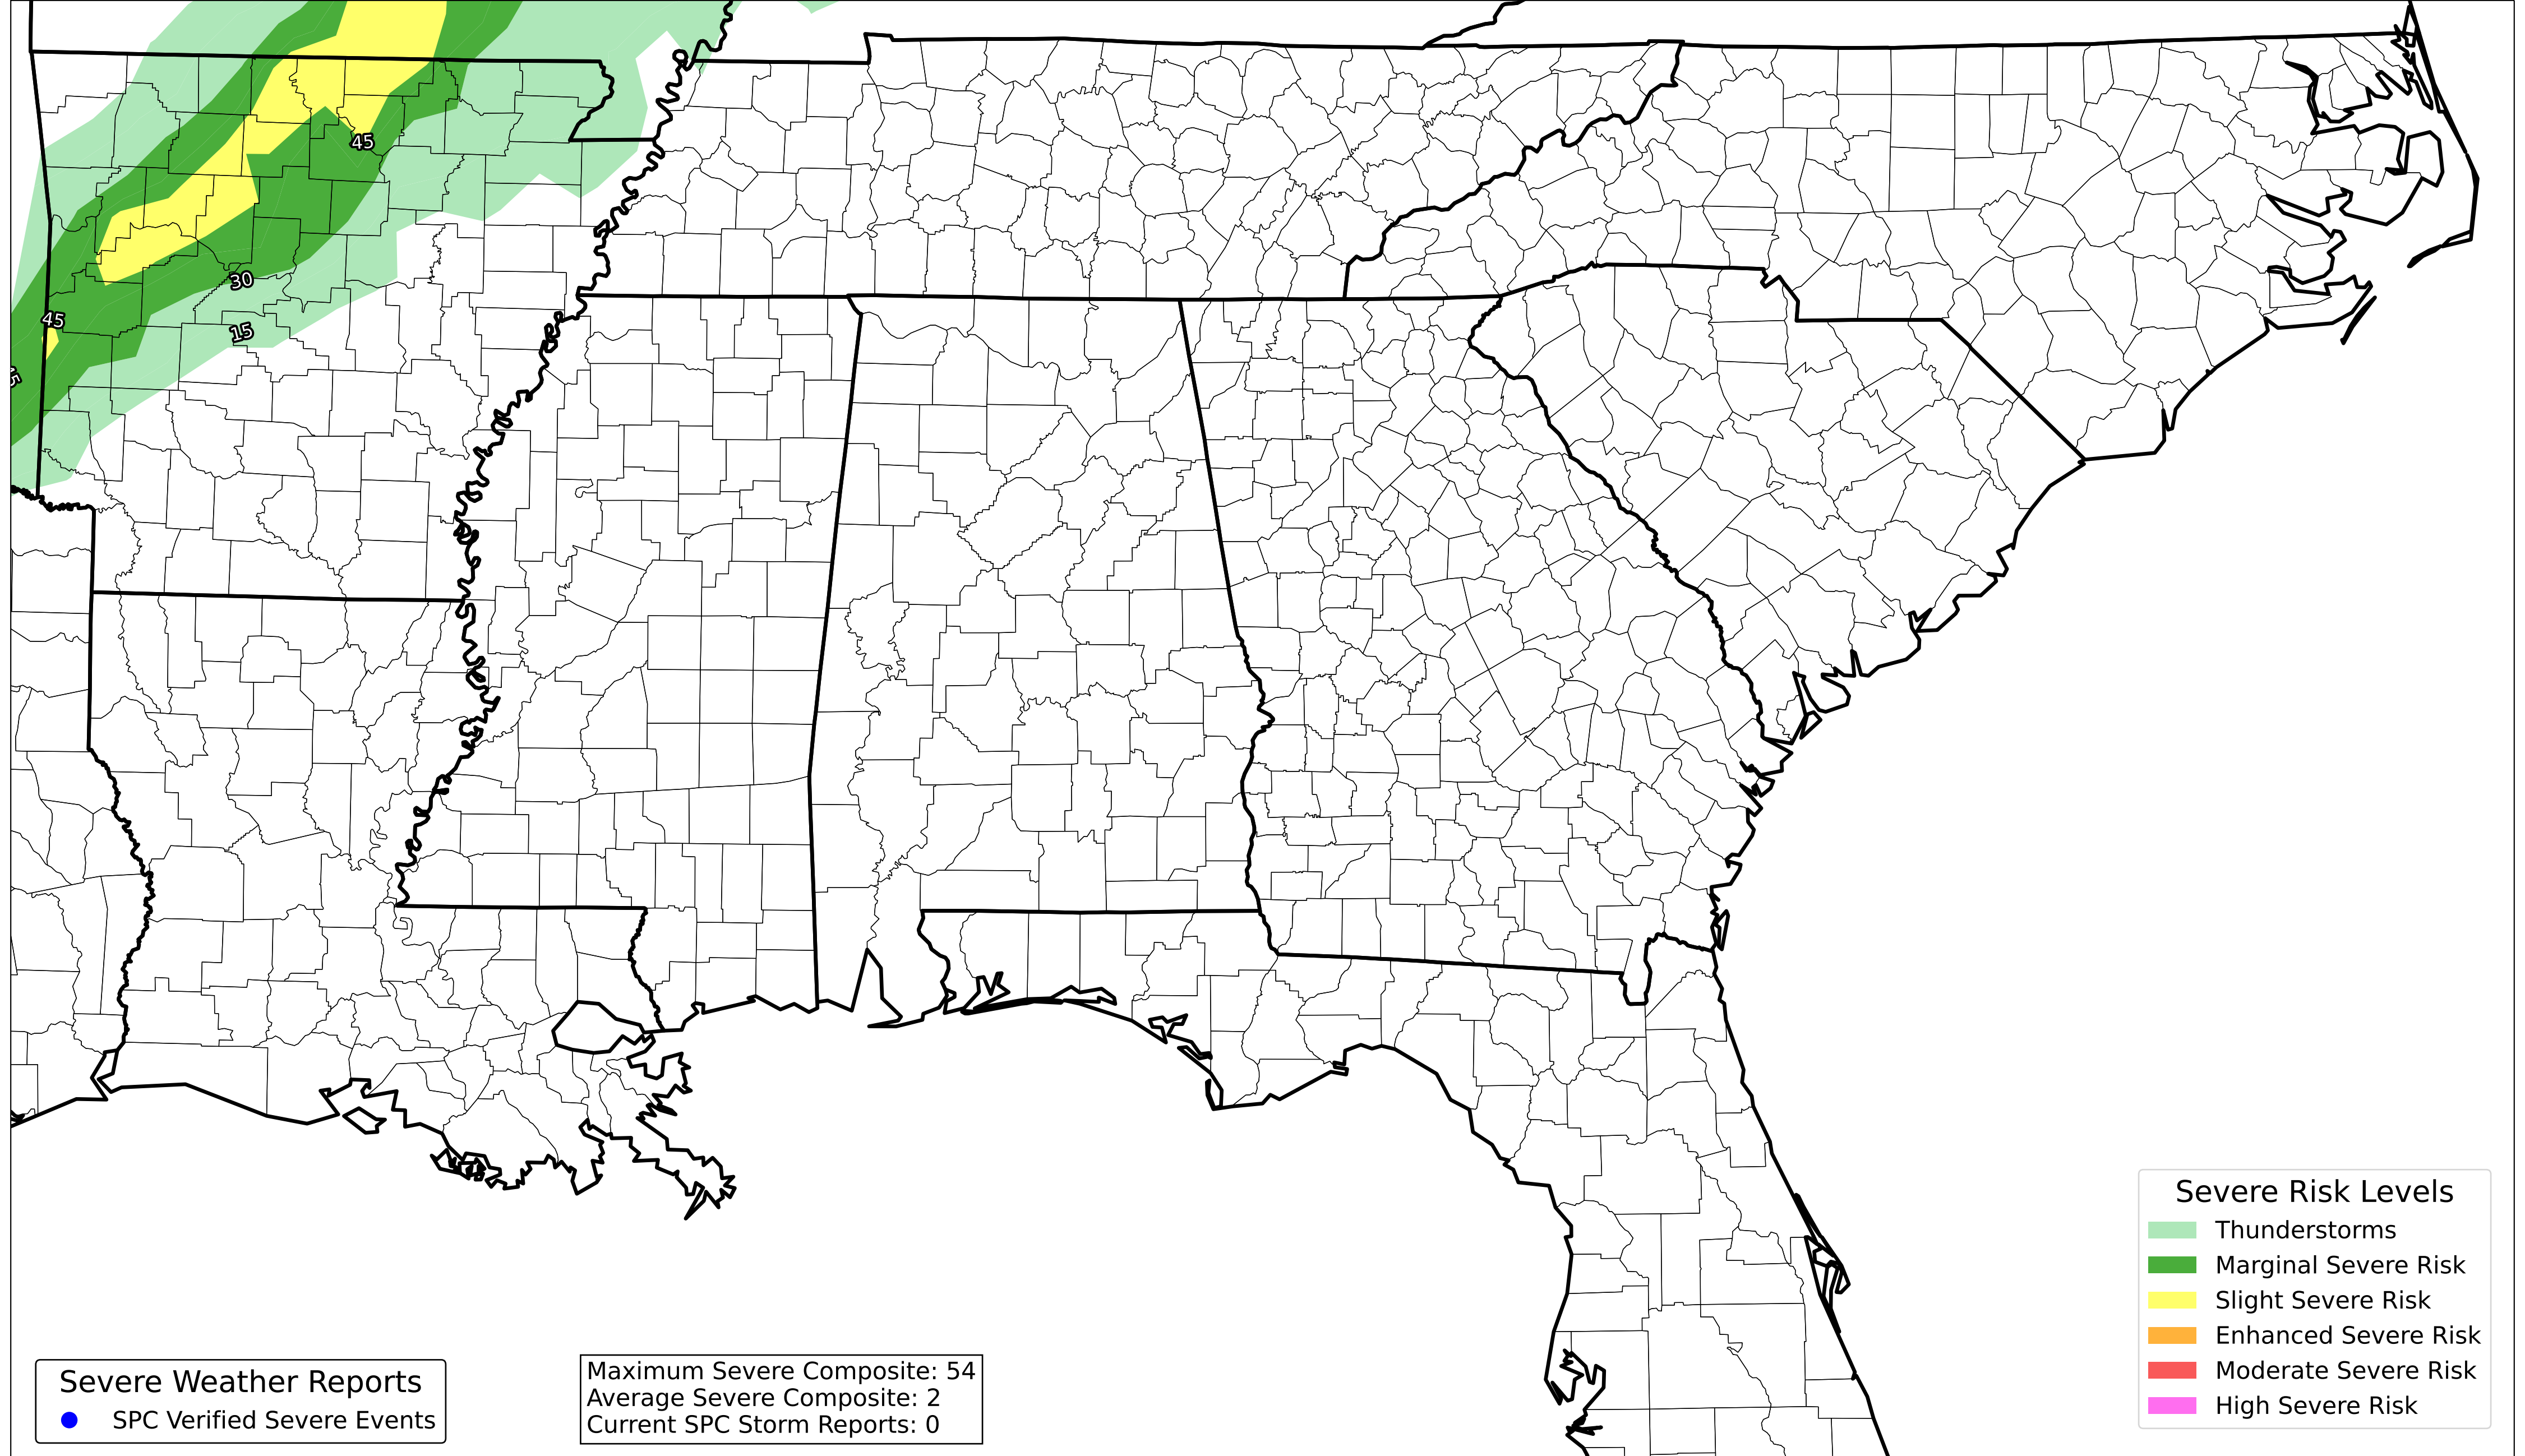 45
30
45
15
Severe Risk Levels
Thunderstorms
Marginal Severe Risk
Slight Severe Risk
Enhanced Severe Risk
Moderate Severe Risk
High Severe Risk
Severe Weather Reports
SPC Verified Severe Events
Maximum Severe Composite: 54
Average Severe Composite: 2
Current SPC Storm Reports: 0